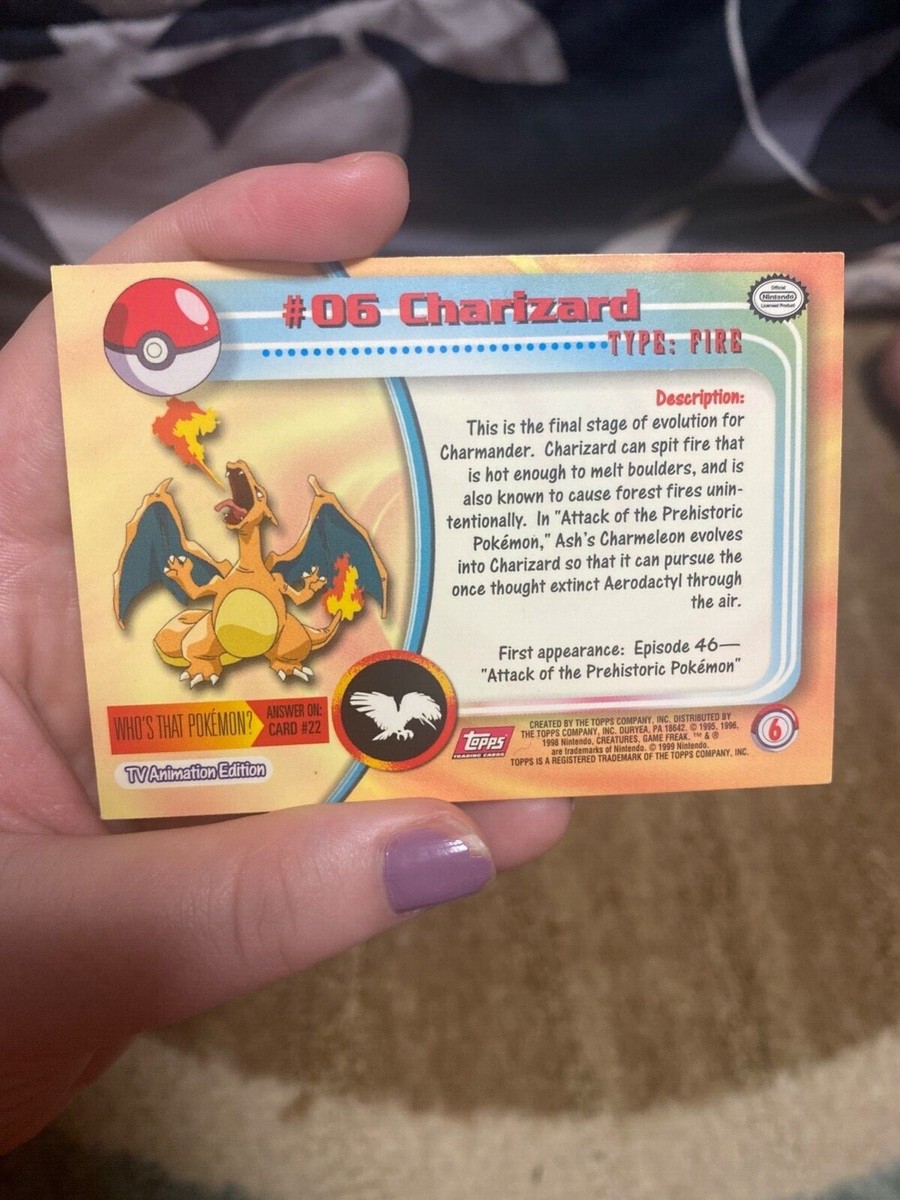 #06 Charizard
TYPE: FIRE
Official
Nintendo
Licensed Product
Description:
This is the final stage of evolution for
Charmander. Charizard can spit fire that
is hot enough to melt boulders, and is
also known to cause forest fires unin-
tentionally. In "Attack of the Prehistoric
Pokémon," Ash's Charmeleon evolves
into Charizard so that it can pursue the
once thought extinct Aerodactyl through
the air.
First appearance: Episode 46—
"Attack of the Prehistoric Pokémon"
WHO'S THAT POKÉMON?
ANSWER ON:
CARD #22
TV Animation Edition
Topps
TRADING CARDS
CREATED BY THE TOPPS COMPANY, INC. DISTRIBUTED BY
THE TOPPS COMPANY, INC. DURYEA, PA 18642. © 1995, 1996,
1998 Nintendo, CREATURES, GAME FREAK. ™ & ®
are trademarks of Nintendo. © 1999 Nintendo.
TOPPS IS A REGISTERED TRADEMARK OF THE TOPPS COMPANY, INC.
6